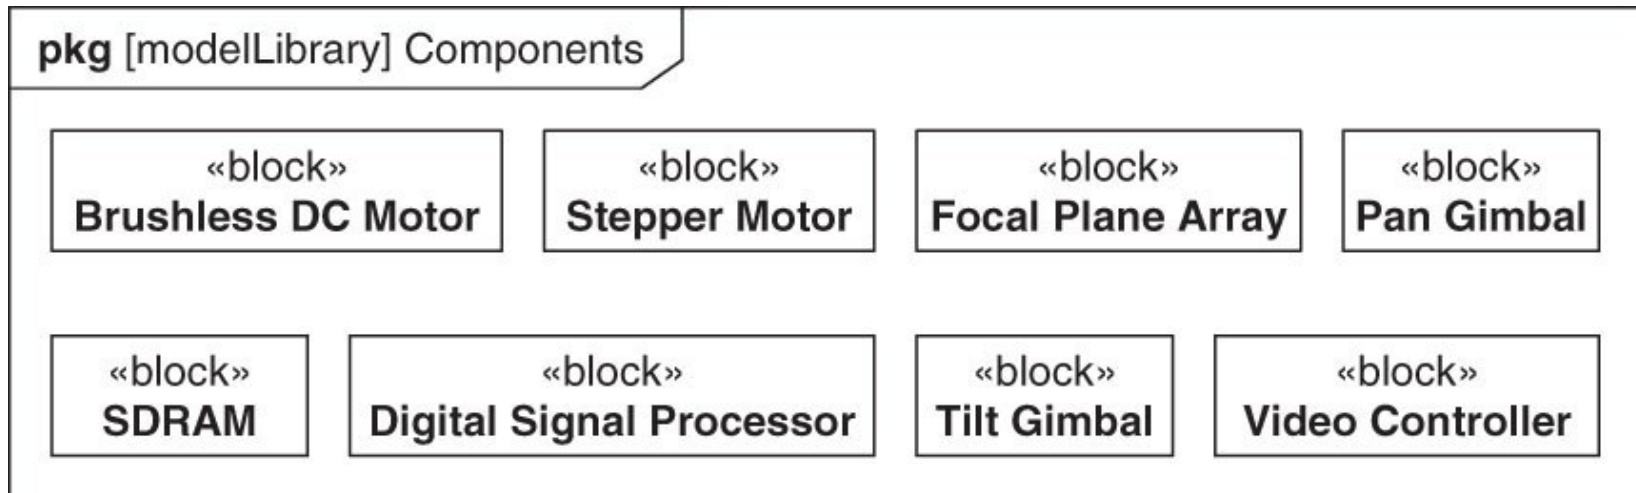 pkg [modelLibrary] Components
«block»
Brushless DC Motor
«block»
Stepper Motor
«block»
Focal Plane Array
«block»
Pan Gimbal
«block»
SDRAM
«block»
Digital Signal Processor
«block»
Tilt Gimbal
«block»
Video Controller